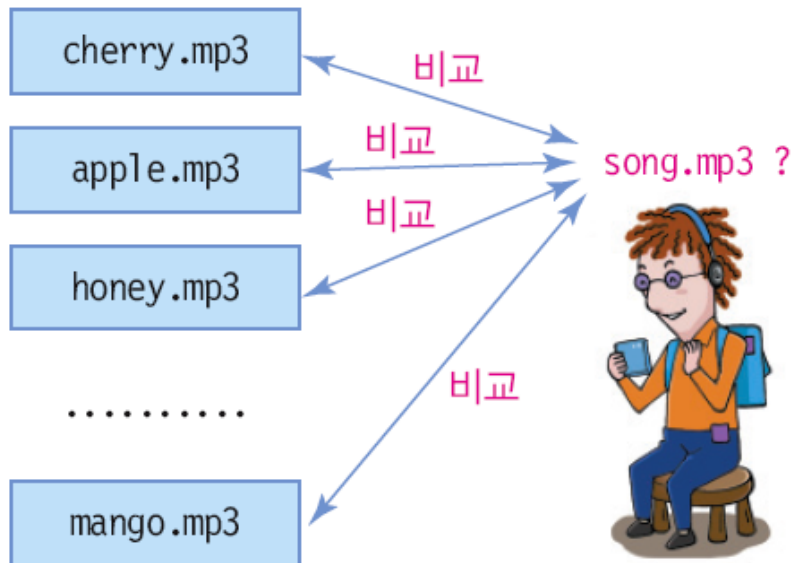 cherry.mp3
비교
비교
apple.mp3
song.mp3 ?
비교
honey.mp3
비교
..........
mango.mp3